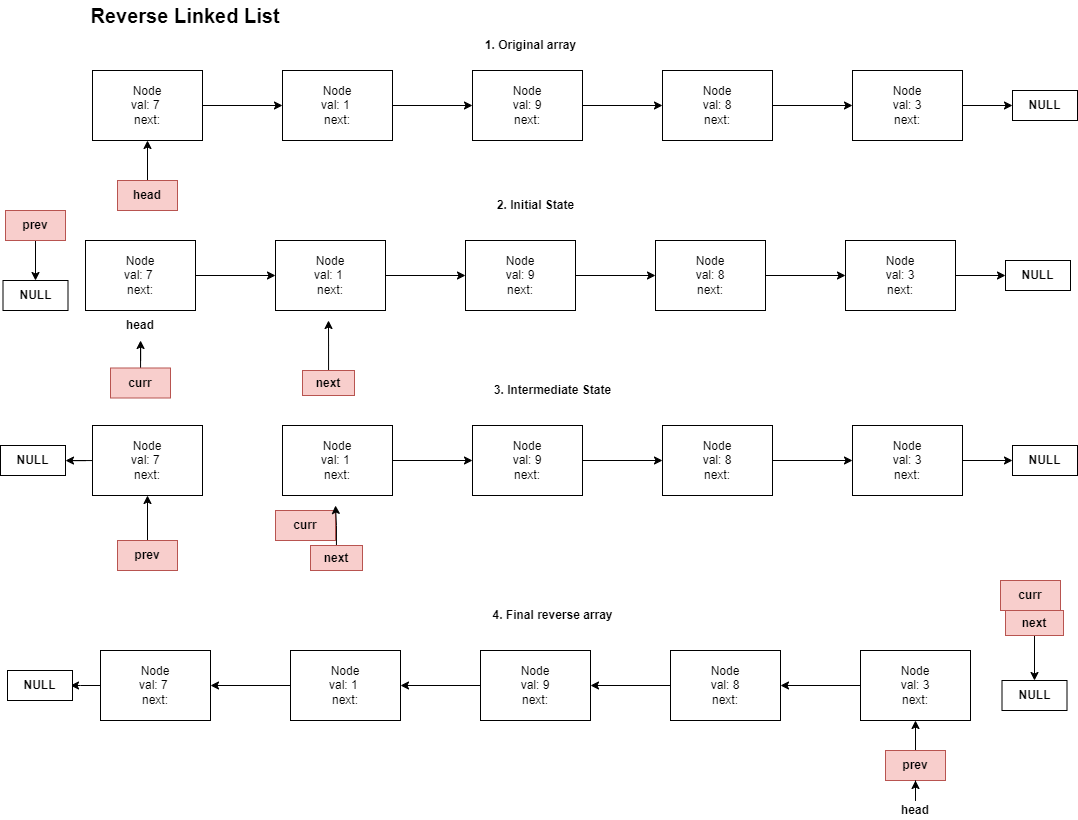 Reverse Linked List
1. Original array
Node
val: 7
next:
Node
val: 1
next:
Node
val: 9
next:
Node
val: 8
next:
Node
val: 3
next:
NULL
head
2. Initial State
prev
NULL
Node
val: 7
next:
Node
val: 1
next:
Node
val: 9
next:
Node
val: 8
next:
Node
val: 3
next:
NULL
head
curr
next
3. Intermediate State
NULL
Node
val: 7
next:
Node
val: 1
next:
Node
val: 9
next:
Node
val: 8
next:
Node
val: 3
next:
NULL
prev
curr
next
4. Final reverse array
curr
next
NULL
NULL
Node
val: 7
next:
Node
val: 1
next:
Node
val: 9
next:
Node
val: 8
next:
Node
val: 3
next:
prev
head